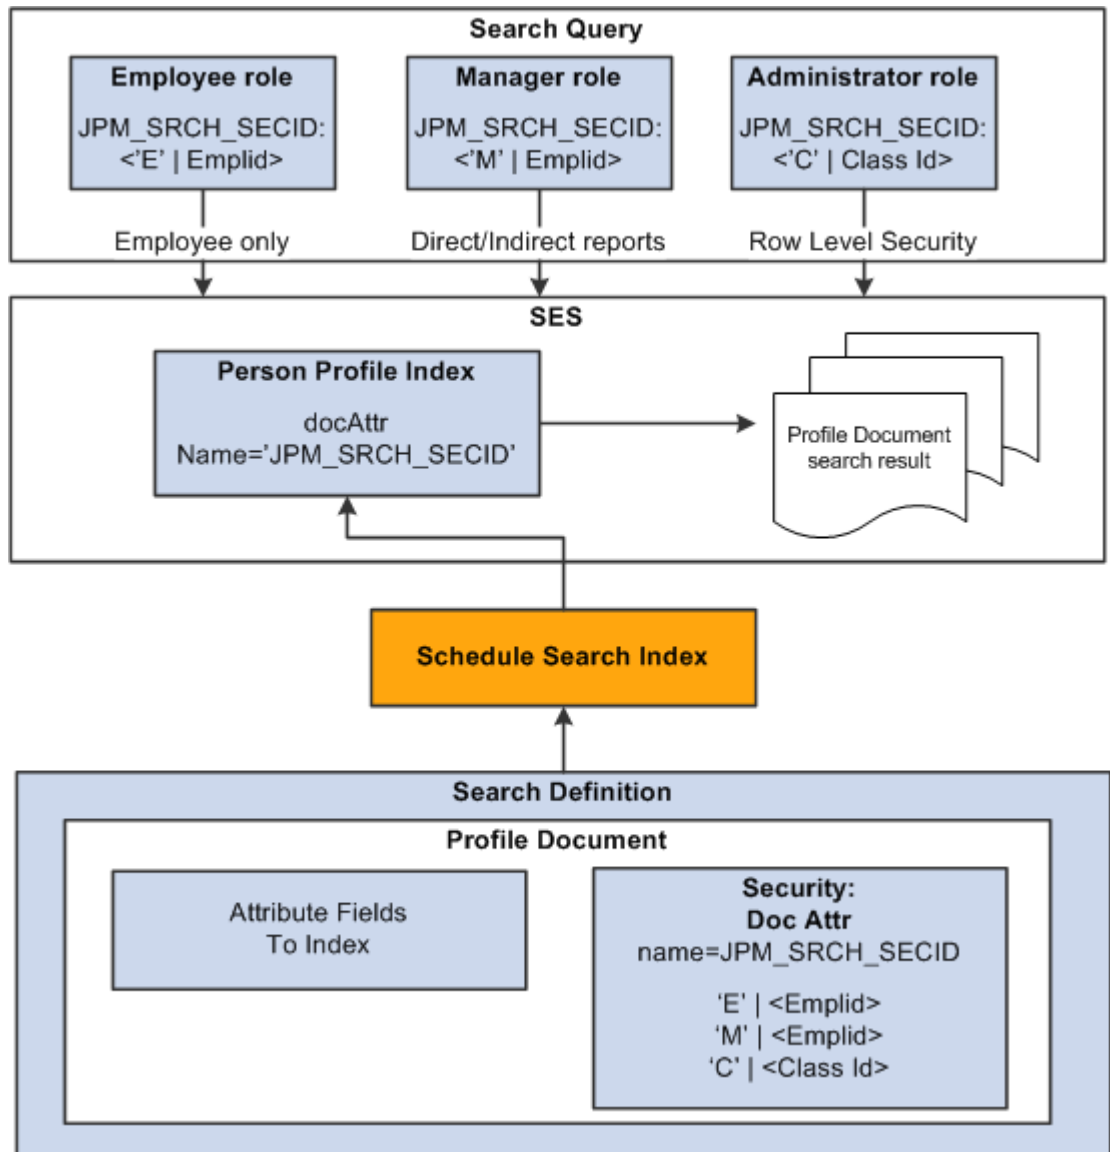 Search Query
Employee role
JPM_SRCH_SECID:
<’E’ | Emplid>
Manager role
JPM_SRCH_SECID:
<’M’ | Emplid>
Administrator role
JPM_SRCH_SECID:
<’C’ | Class Id>
Employee only
Direct/Indirect reports
Row Level Security
SES
Person Profile Index
docAttr
Name=’JPM_SRCH_SECID’
Profile Document
search result
Schedule Search Index
Search Definition
Profile Document
Attribute Fields
To Index
Security:
Doc Attr
name=JPM_SRCH_SECID
‘E’ | <Emplid>
‘M’ | <Emplid>
‘C’ | <Class Id>